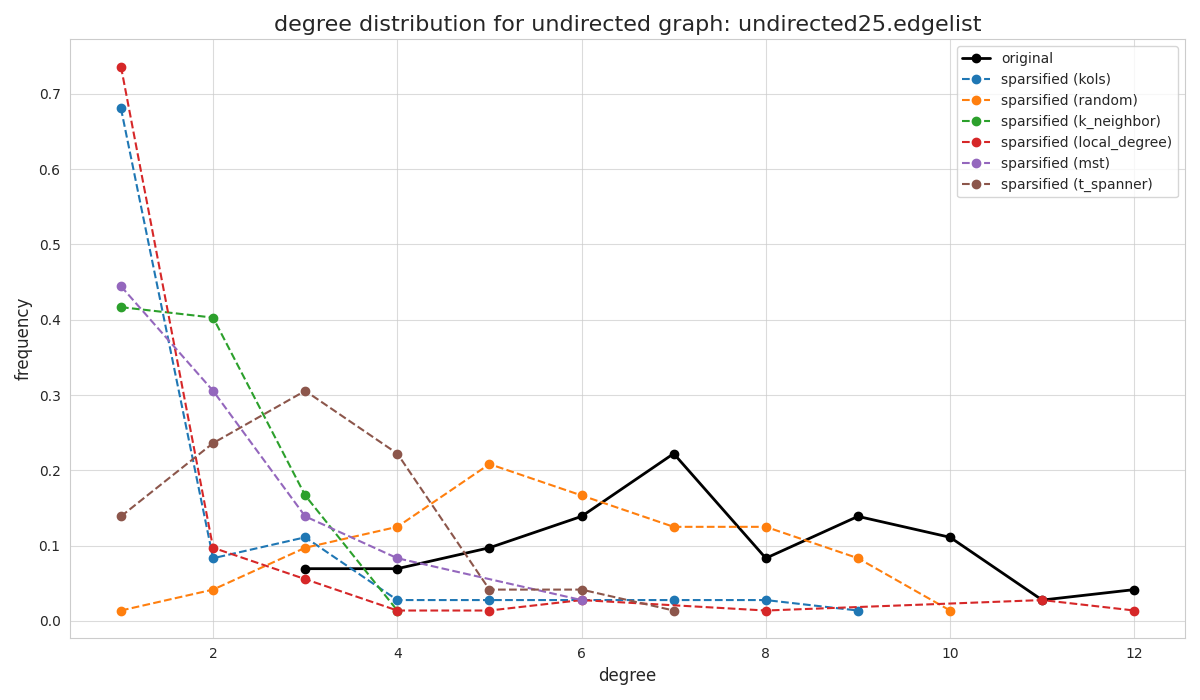 degree distribution for undirected graph: undirected25.edgelist
original
sparsified (kols)
sparsified (random)
sparsified (k_neighbor)
sparsified (local_degree)
sparsified (mst)
sparsified (t_spanner)
frequency
0.7
0.6
0.5
0.4
0.3
0.2
0.1
0.0
2 4 6 8 10 12
degree